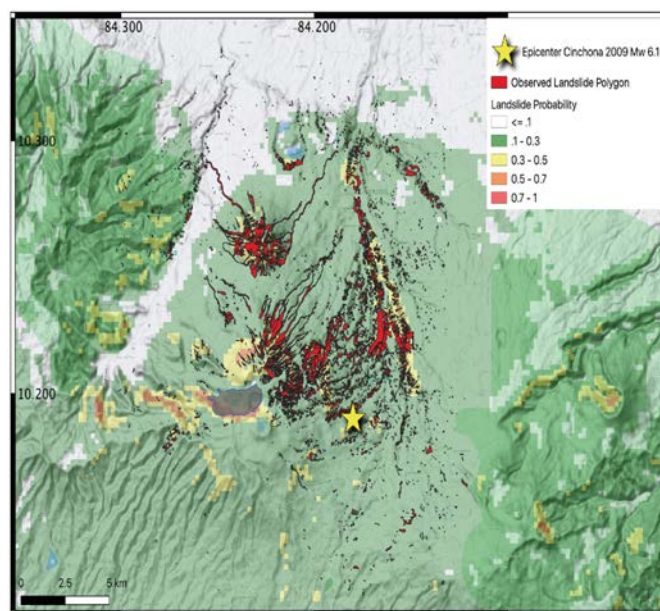 84.300
84.200
Epicenter Cinchona 2009 Mw 6.1
Observed Landslide Polygon
Landslide Probability
<= .1
.1 - 0.3
0.3 - 0.5
0.5 - 0.7
0.7 - 1
10.300
10.200
0 2.5 5 km